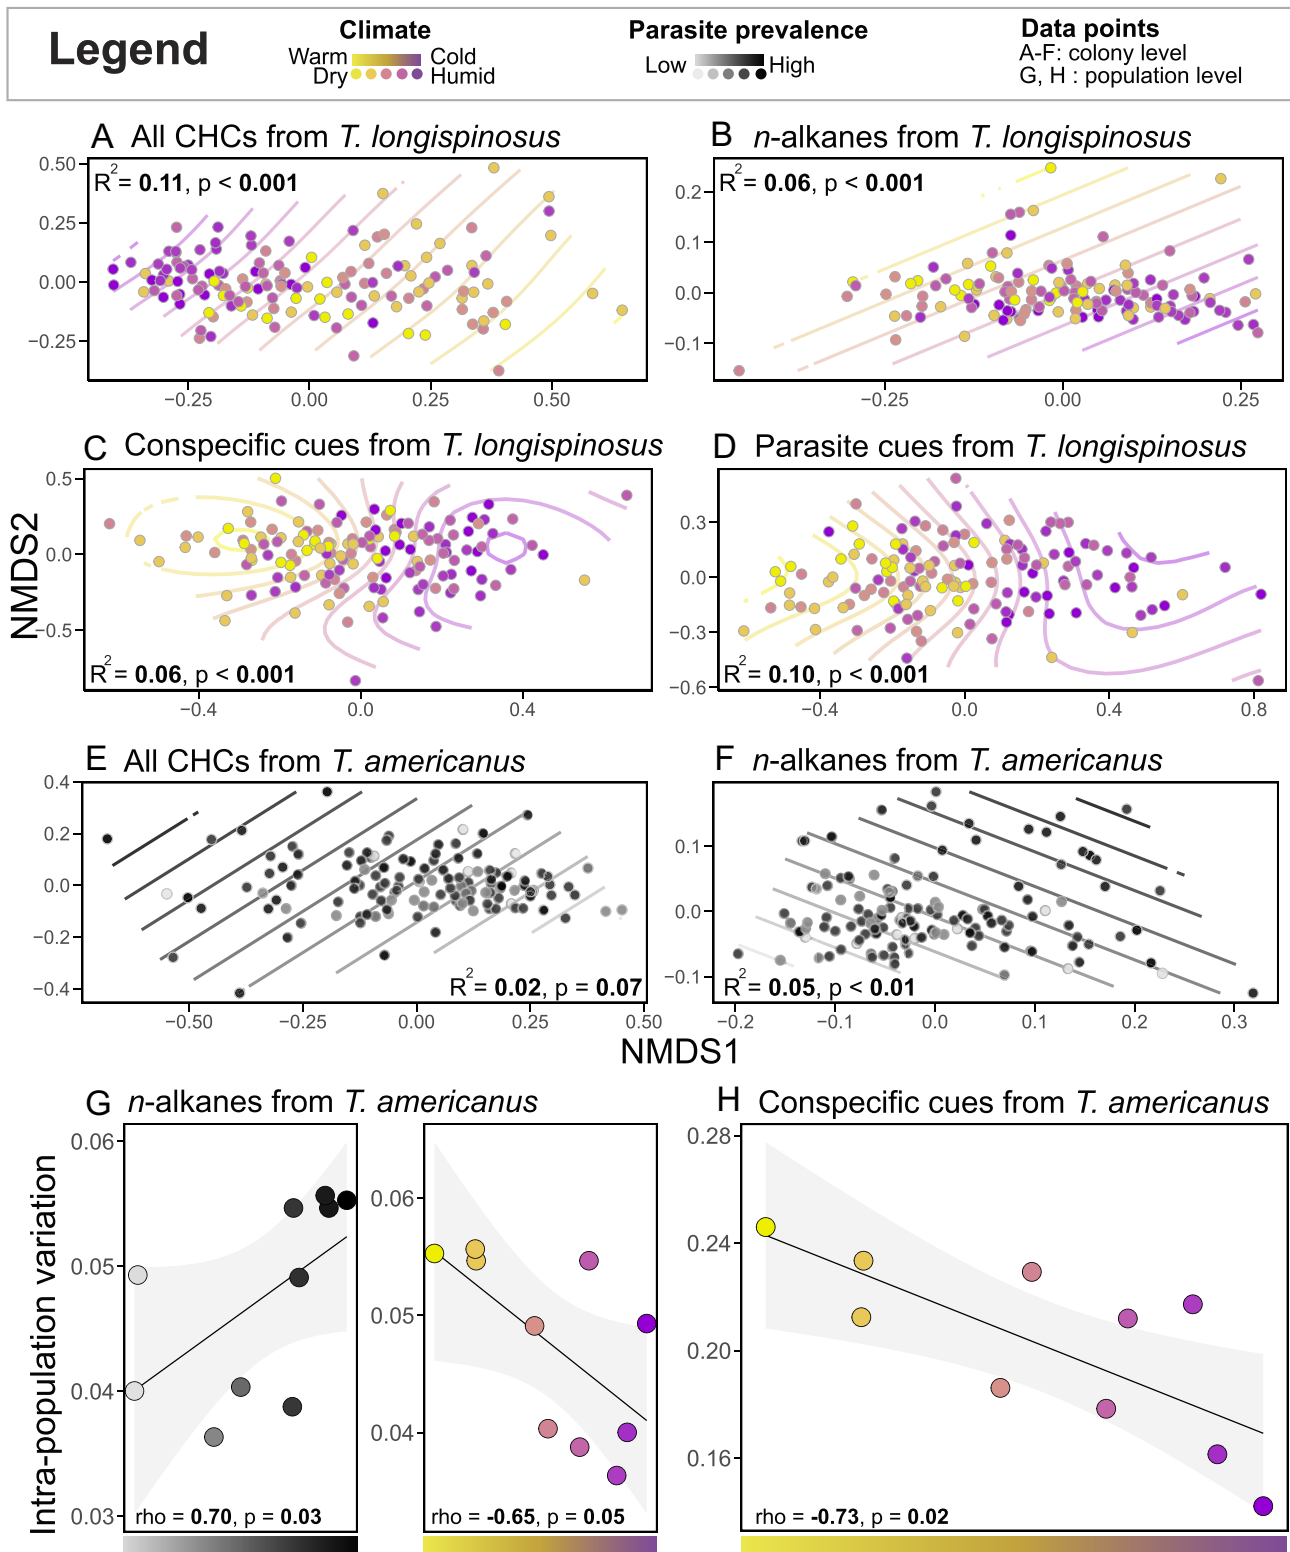 Legend
Climate
Warm Cold
Dry Humid
Parasite prevalence
Low High
Data points
A-F: colony level
G, H : population level
A All CHCs from T. longispinosus
R2= 0.11, p < 0.001
0.50
0.25
0.00
−0.25
−0.25 0.00 0.25 0.50
B n-alkanes from T. longispinosus
R2= 0.06, p < 0.001
0.2
0.1
0.0
−0.1
−0.25 0.00 0.25
C Conspecific cues from T. longispinosus
0.5
0.0
−0.5
R2= 0.06, p < 0.001
−0.4 0.0 0.4
D Parasite cues from T. longispinosus
0.3
0.0
−0.3
−0.6
R2= 0.10, p < 0.001
−0.4 0.0 0.4 0.8
NMDS2
E All CHCs from T. americanus
0.4
0.2
0.0
−0.2
−0.4
R2= 0.02, p = 0.07
−0.50 −0.25 0.00 0.25 0.50
F n-alkanes from T. americanus
0.1
0.0
−0.1
R2= 0.05, p < 0.01
−0.2 −0.1 0.0 0.1 0.2 0.3
NMDS1
G n-alkanes from T. americanus
Intra-population variation
0.06
0.05
0.04
0.03
rho = 0.70, p = 0.03
0.06
0.05
0.04
rho = -0.65, p = 0.05
H Conspecific cues from T. americanus
0.28
0.24
0.20
0.16
rho = -0.73, p = 0.02